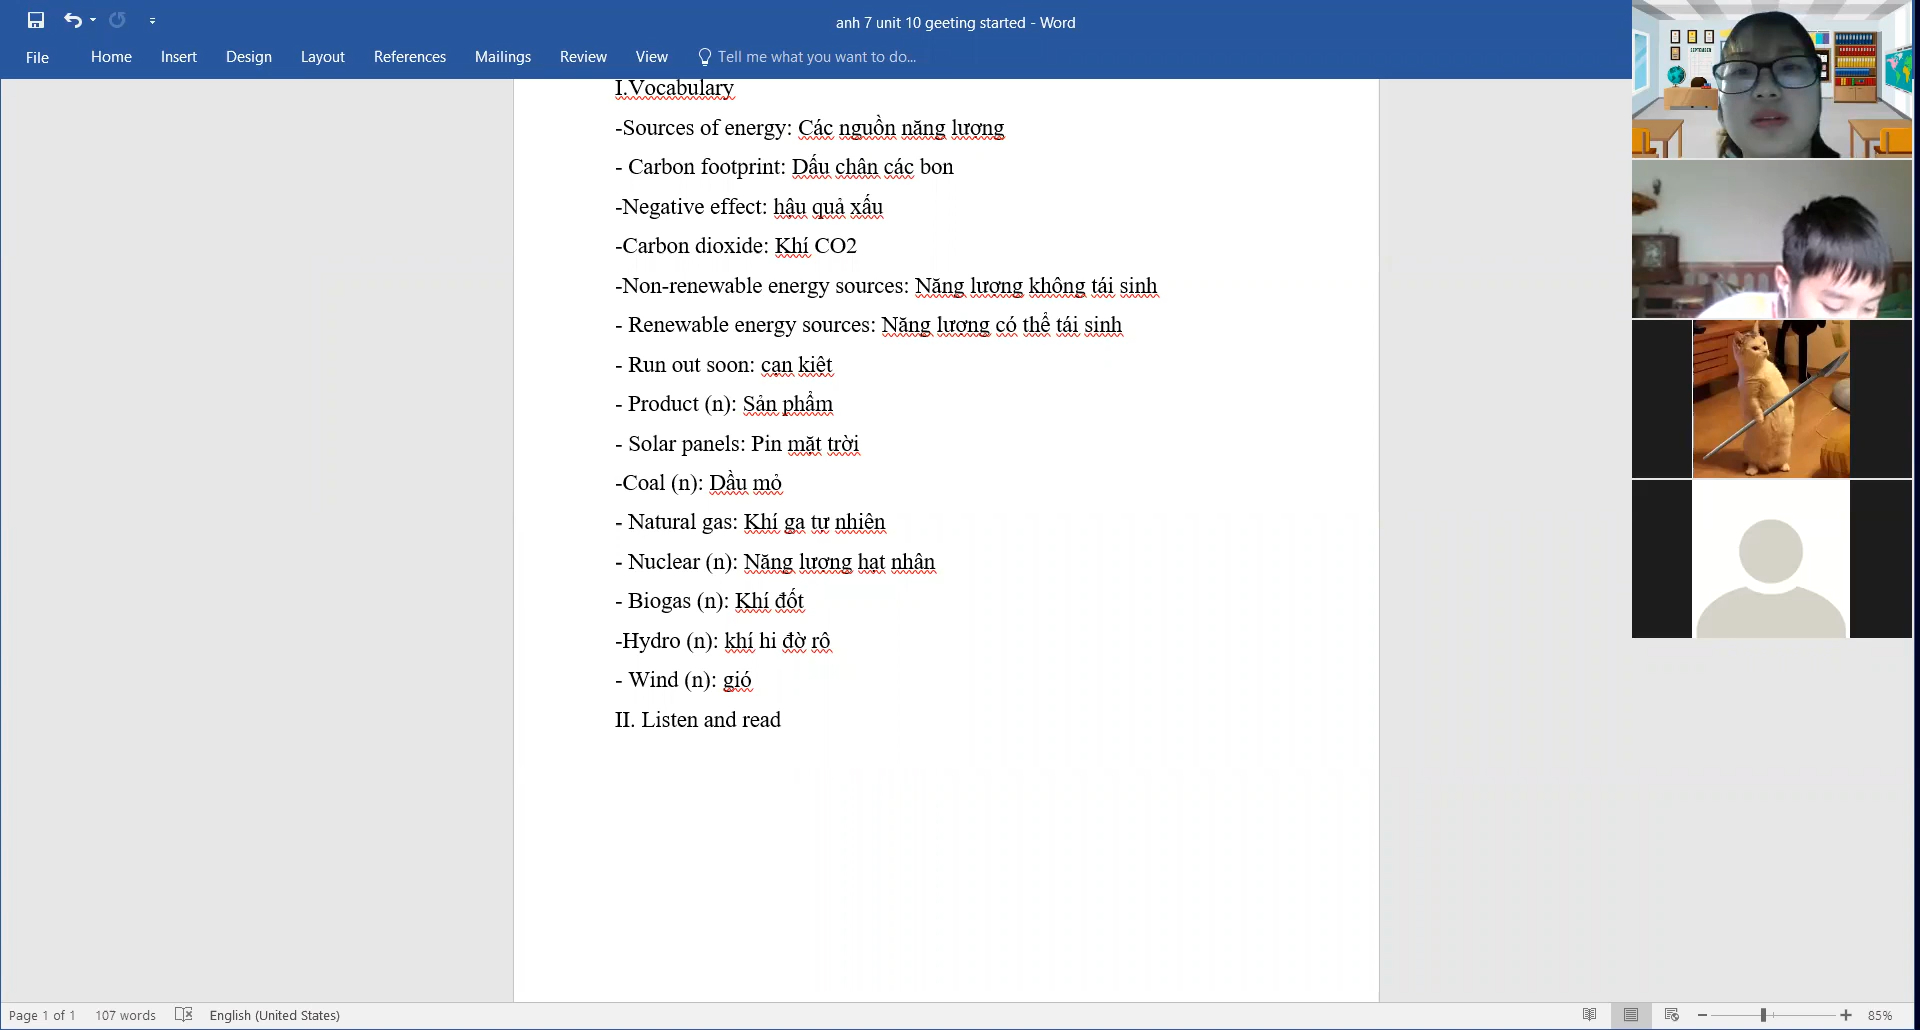 anh 7 unit 10 geeting started - Word
File Home Insert Design Layout References Mailings Review View Tell me what you want to do...
I.Vocabulary
-Sources of energy: Các nguồn năng lượng
- Carbon footprint: Dấu chân các bon
-Negative effect: hậu quả xấu
-Carbon dioxide: Khí CO2
-Non-renewable energy sources: Năng lượng không tái sinh
- Renewable energy sources: Năng lượng có thể tái sinh
- Run out soon: cạn kiệt
- Product (n): Sản phẩm
- Solar panels: Pin mặt trời
-Coal (n): Dầu mỏ
- Natural gas: Khí ga tự nhiên
- Nuclear (n): Năng lượng hạt nhân
- Biogas (n): Khí đốt
-Hydro (n): khí hi đờ rô
- Wind (n): gió
II. Listen and read
Page 1 of 1 107 words English (United States) 85%